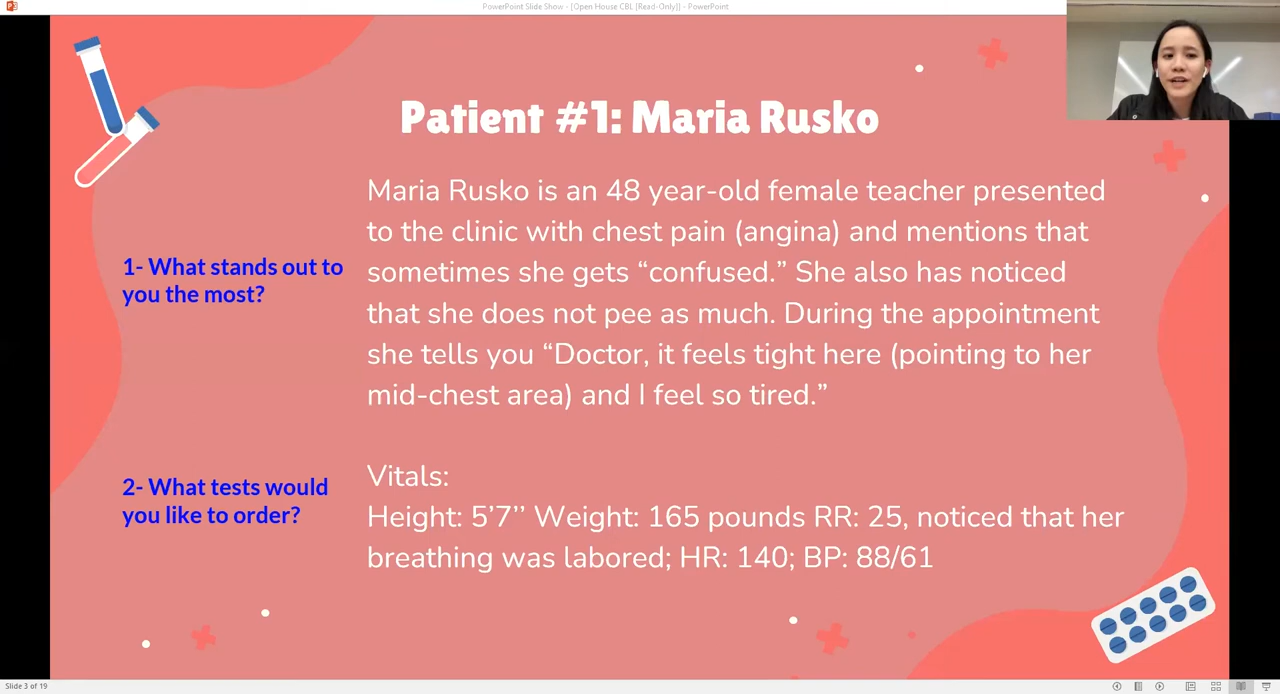 PowerPoint Slide Show - [Open House CBL [Read-Only]] - PowerPoint
Patient #1: Maria Rusko
1- What stands out to
you the most?
Maria Rusko is an 48 year-old female teacher presented
to the clinic with chest pain (angina) and mentions that
sometimes she gets “confused.” She also has noticed
that she does not pee as much. During the appointment
she tells you “Doctor, it feels tight here (pointing to her
mid-chest area) and I feel so tired.”
2- What tests would
you like to order?
Vitals:
Height: 5’7’’ Weight: 165 pounds RR: 25, noticed that her
breathing was labored; HR: 140; BP: 88/61
Slide 3 of 19